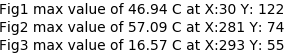 Fig1 max value of 46.94 C at X:30 Y: 122
Fig2 max value of 57.09 C at X:281 Y: 74
Fig3 max value of 16.57 C at X:293 Y: 55